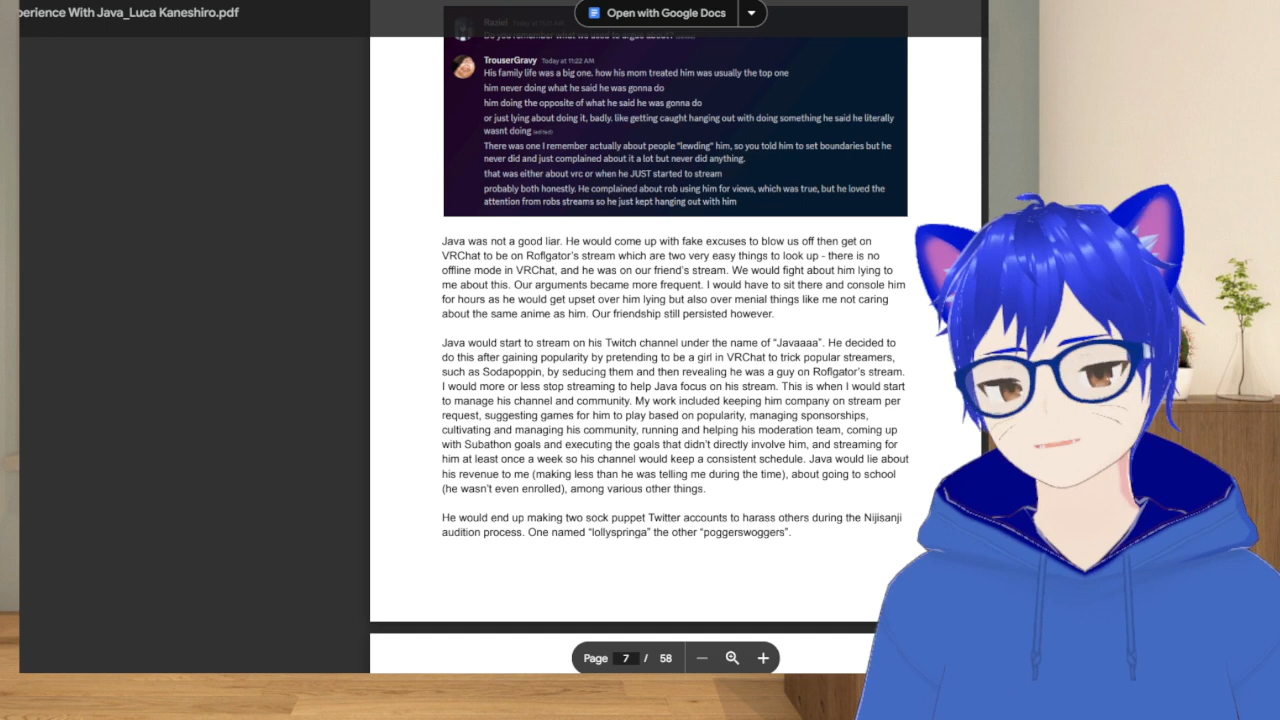 perience With Java_Luca Kaneshiro.pdf
Open with Google Docs
Raziel Today at 11:21 AM
Do you remember what we used to argue about? (edited)
TrouserGravy Today at 11:22 AM
His family life was a big one. how his mom treated him was usually the top one
him never doing what he said he was gonna do
him doing the opposite of what he said he was gonna do
or just lying about doing it, badly. like getting caught hanging out with doing something he said he literally
wasnt doing (edited)
There was one I remember actually about people "lewding" him, so you told him to set boundaries but he
never did and just complained about it a lot but never did anything.
that was either about vrc or when he JUST started to stream
probably both honestly. He complained about rob using him for views, which was true, but he loved the
attention from robs streams so he just kept hanging out with him
Java was not a good liar. He would come up with fake excuses to blow us off then get on
VRChat to be on Roflgator’s stream which are two very easy things to look up - there is no
offline mode in VRChat, and he was on our friend’s stream. We would fight about him lying to
me about this. Our arguments became more frequent. I would have to sit there and console him
for hours as he would get upset over him lying but also over menial things like me not caring
about the same anime as him. Our friendship still persisted however.
Java would start to stream on his Twitch channel under the name of “Javaaaa”. He decided to
do this after gaining popularity by pretending to be a girl in VRChat to trick popular streamers,
such as Sodapoppin, by seducing them and then revealing he was a guy on Roflgator’s stream.
I would more or less stop streaming to help Java focus on his stream. This is when I would start
to manage his channel and community. My work included keeping him company on stream per
request, suggesting games for him to play based on popularity, managing sponsorships,
cultivating and managing his community, running and helping his moderation team, coming up
with Subathon goals and executing the goals that didn’t directly involve him, and streaming for
him at least once a week so his channel would keep a consistent schedule. Java would lie about
his revenue to me (making less than he was telling me during the time), about going to school
(he wasn’t even enrolled), among various other things.
He would end up making two sock puppet Twitter accounts to harass others during the Nijisanji
audition process. One named “lollyspringa” the other “poggerswoggers”.
Page 7 / 58